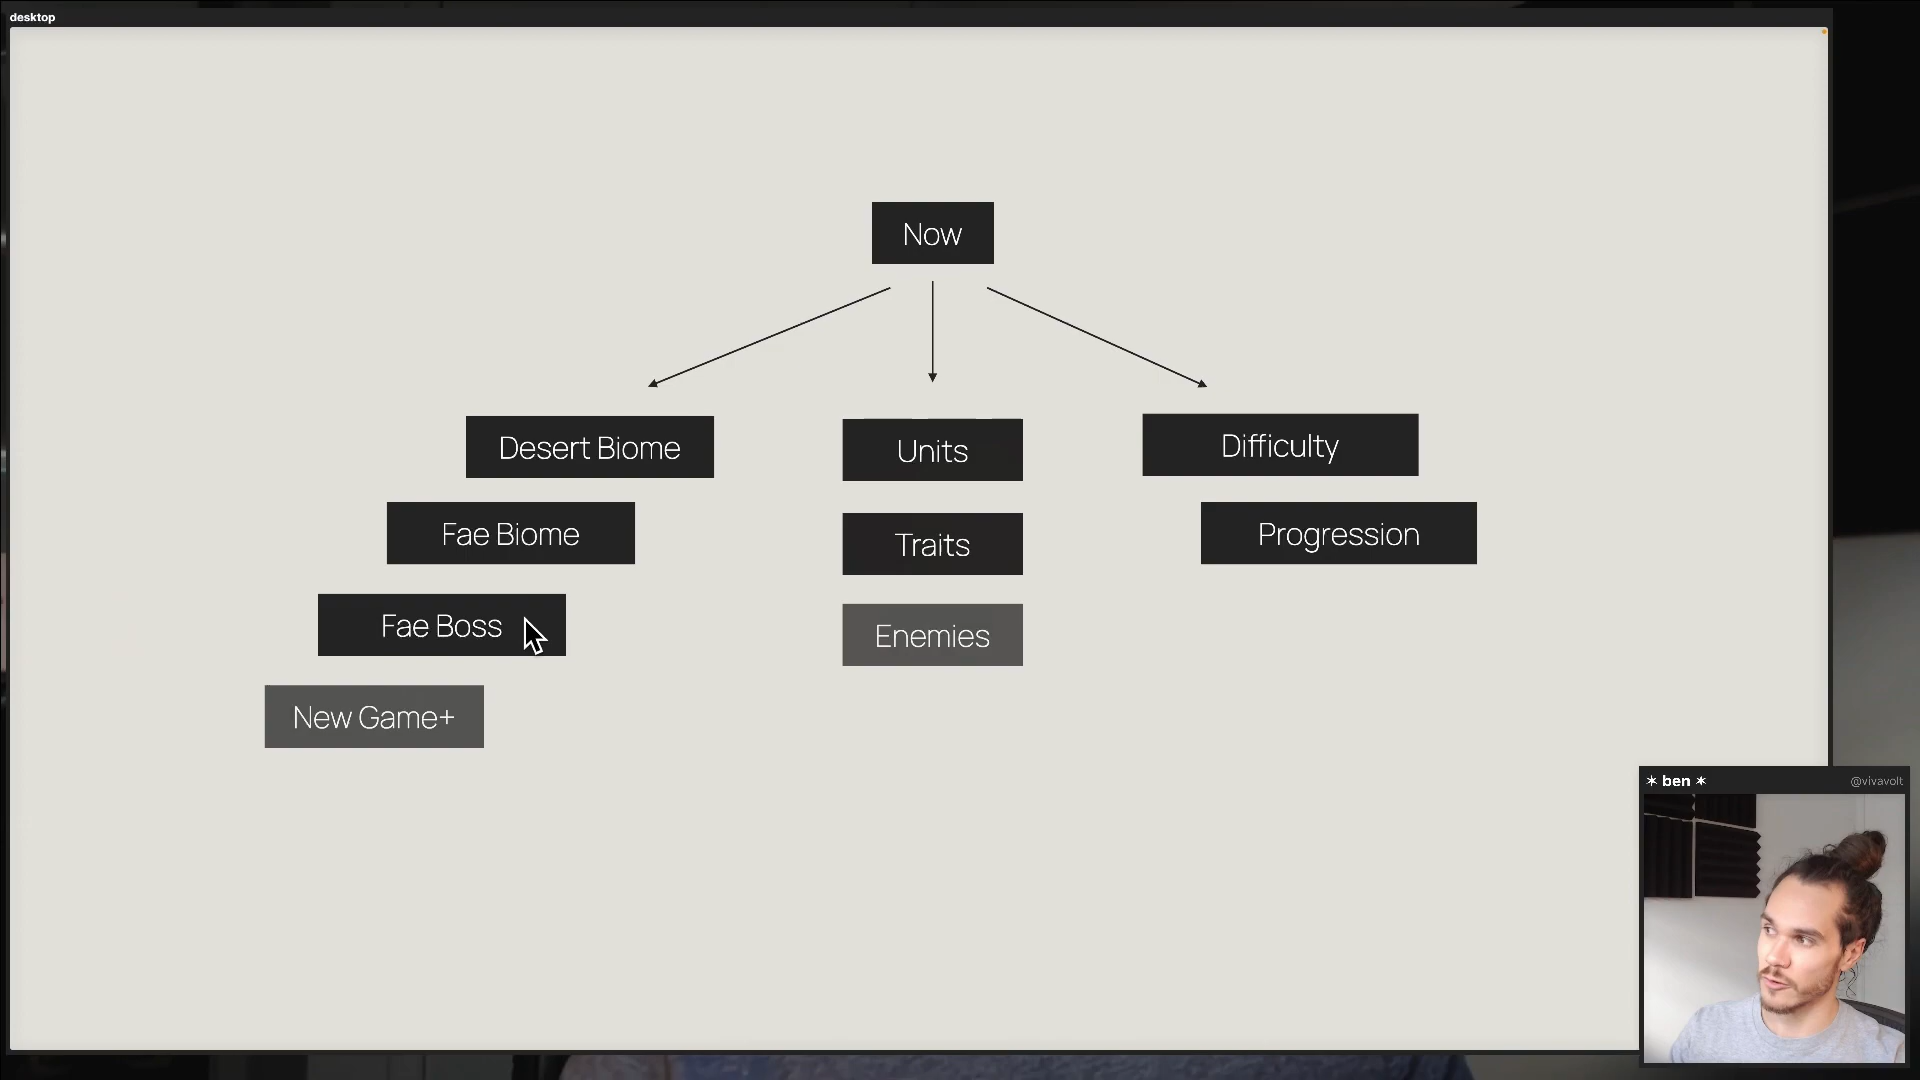 desktop
Now
Desert Biome
Units
Difficulty
Fae Biome
Traits
Progression
Fae Boss
Enemies
New Game+
✶ ben ✶
@vivavolt